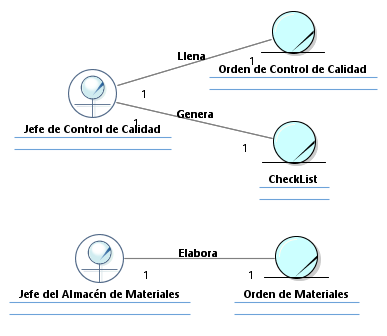 Llena
1
Orden de Control de Calidad
1
Jefe de Control de Calidad
1
Genera
1
CheckList
Elabora
1
1
Jefe del Almacén de Materiales
Orden de Materiales